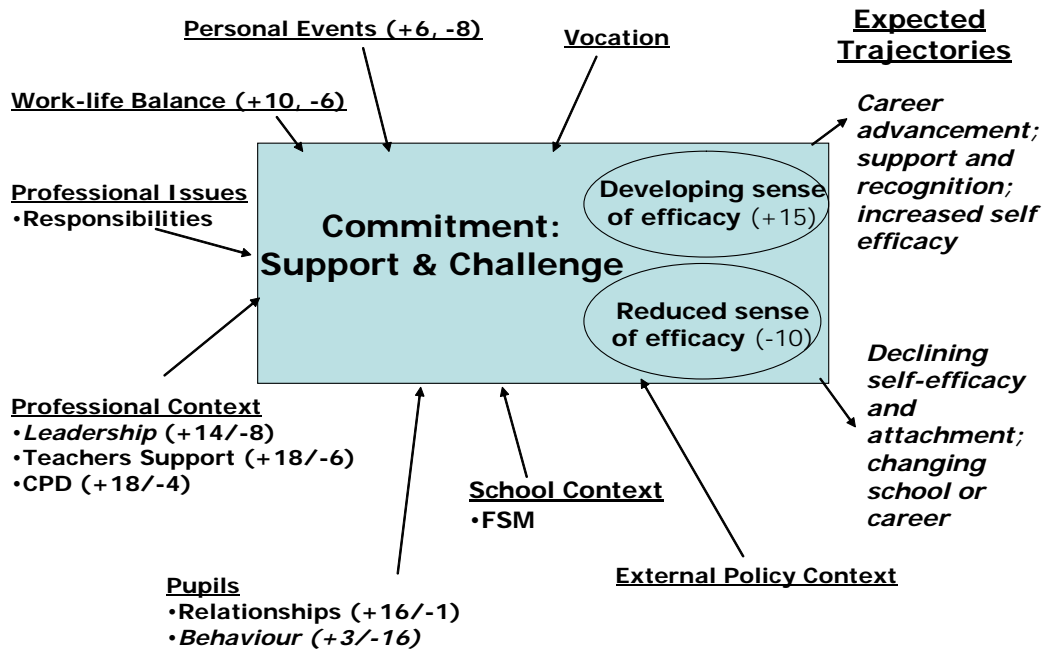 Personal Events (+6, -8)
Vocation
Expected
Trajectories
Work-life Balance (+10, -6)
Career
advancement;
support and
recognition;
increased self
efficacy
Professional Issues
•Responsibilities
Commitment:
Support & Challenge
Developing sense
of efficacy (+15)
Reduced sense
of efficacy (-10)
Declining
self-efficacy
and
attachment;
changing
school or
career
Professional Context
•Leadership (+14/-8)
•Teachers Support (+18/-6)
•CPD (+18/-4)
School Context
•FSM
External Policy Context
Pupils
•Relationships (+16/-1)
•Behaviour (+3/-16)